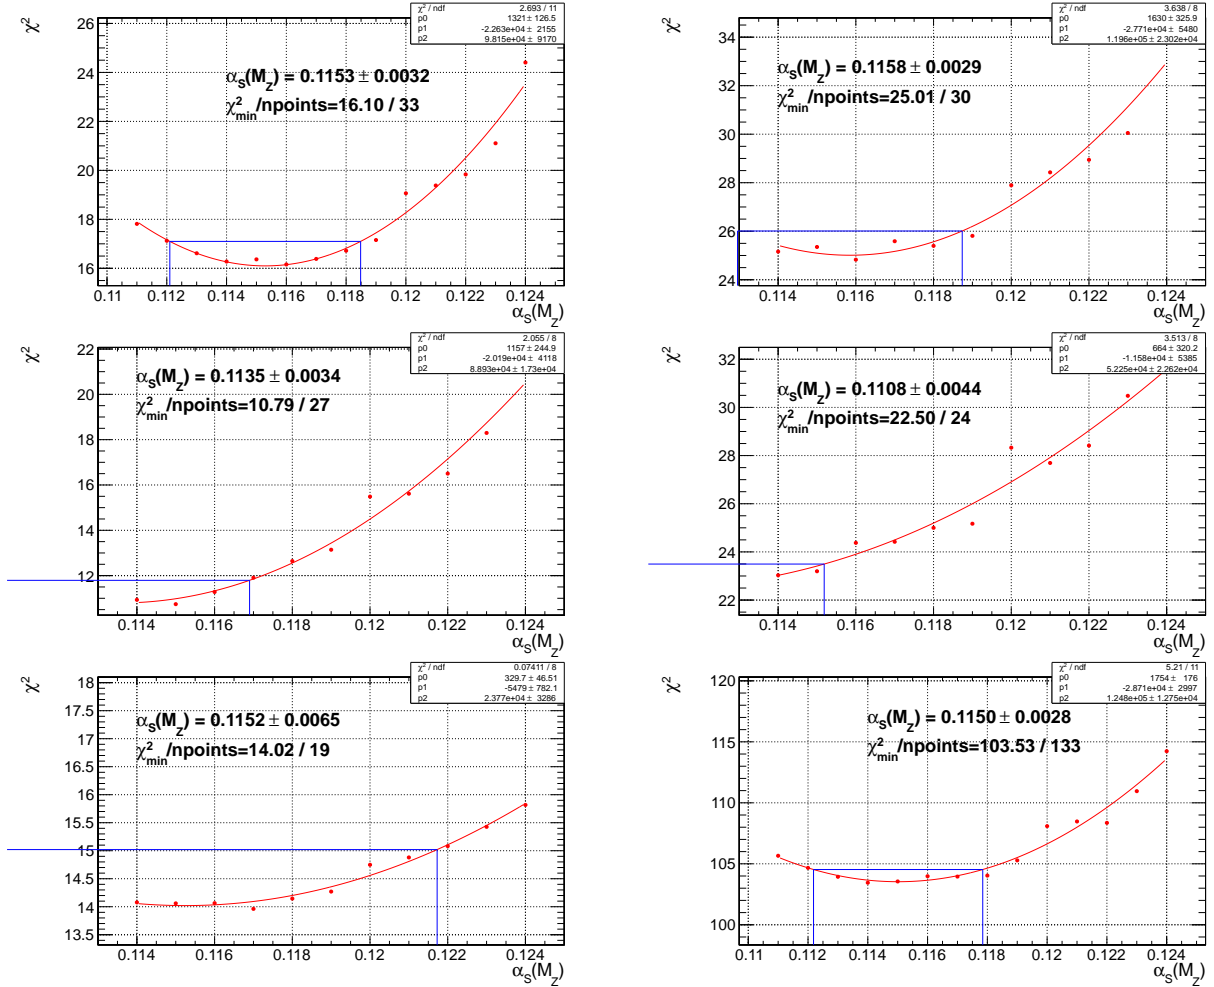 χ²
χ² / ndf 2.693 / 11
p0 1321 ± 126.5
p1 -2.263e+04 ± 2155
p2 9.815e+04 ± 9170
αS(MZ) = 0.1153 ± 0.0032
χ²min/npoints=16.10 / 33
26
24
22
20
18
16
0.11 0.112 0.114 0.116 0.118 0.12 0.122 0.124
αS(MZ)
χ²
χ² / ndf 3.638 / 8
p0 1630 ± 325.9
p1 -2.771e+04 ± 5480
p2 1.196e+05 ± 2.302e+04
αS(MZ) = 0.1158 ± 0.0029
χ²min/npoints=25.01 / 30
34
32
30
28
26
24
0.114 0.116 0.118 0.12 0.122 0.124
αS(MZ)
χ²
χ² / ndf 2.055 / 8
p0 1157 ± 244.9
p1 -2.019e+04 ± 4118
p2 8.893e+04 ± 1.73e+04
αS(MZ) = 0.1135 ± 0.0034
χ²min/npoints=10.79 / 27
22
20
18
16
14
12
0.114 0.116 0.118 0.12 0.122 0.124
αS(MZ)
χ²
χ² / ndf 3.513 / 8
p0 664 ± 320.2
p1 -1.158e+04 ± 5385
p2 5.225e+04 ± 2.262e+04
αS(MZ) = 0.1108 ± 0.0044
χ²min/npoints=22.50 / 24
32
30
28
26
24
22
0.114 0.116 0.118 0.12 0.122 0.124
αS(MZ)
χ²
χ² / ndf 0.07411 / 8
p0 329.7 ± 46.51
p1 -5479 ± 782.1
p2 2.377e+04 ± 3286
αS(MZ) = 0.1152 ± 0.0065
χ²min/npoints=14.02 / 19
18
17.5
17
16.5
16
15.5
15
14.5
14
13.5
0.114 0.116 0.118 0.12 0.122 0.124
αS(MZ)
χ²
χ² / ndf 5.21 / 11
p0 1754 ± 176
p1 -2.871e+04 ± 2997
p2 1.248e+05 ± 1.275e+04
αS(MZ) = 0.1150 ± 0.0028
χ²min/npoints=103.53 / 133
120
115
110
105
100
0.11 0.112 0.114 0.116 0.118 0.12 0.122 0.124
αS(MZ)